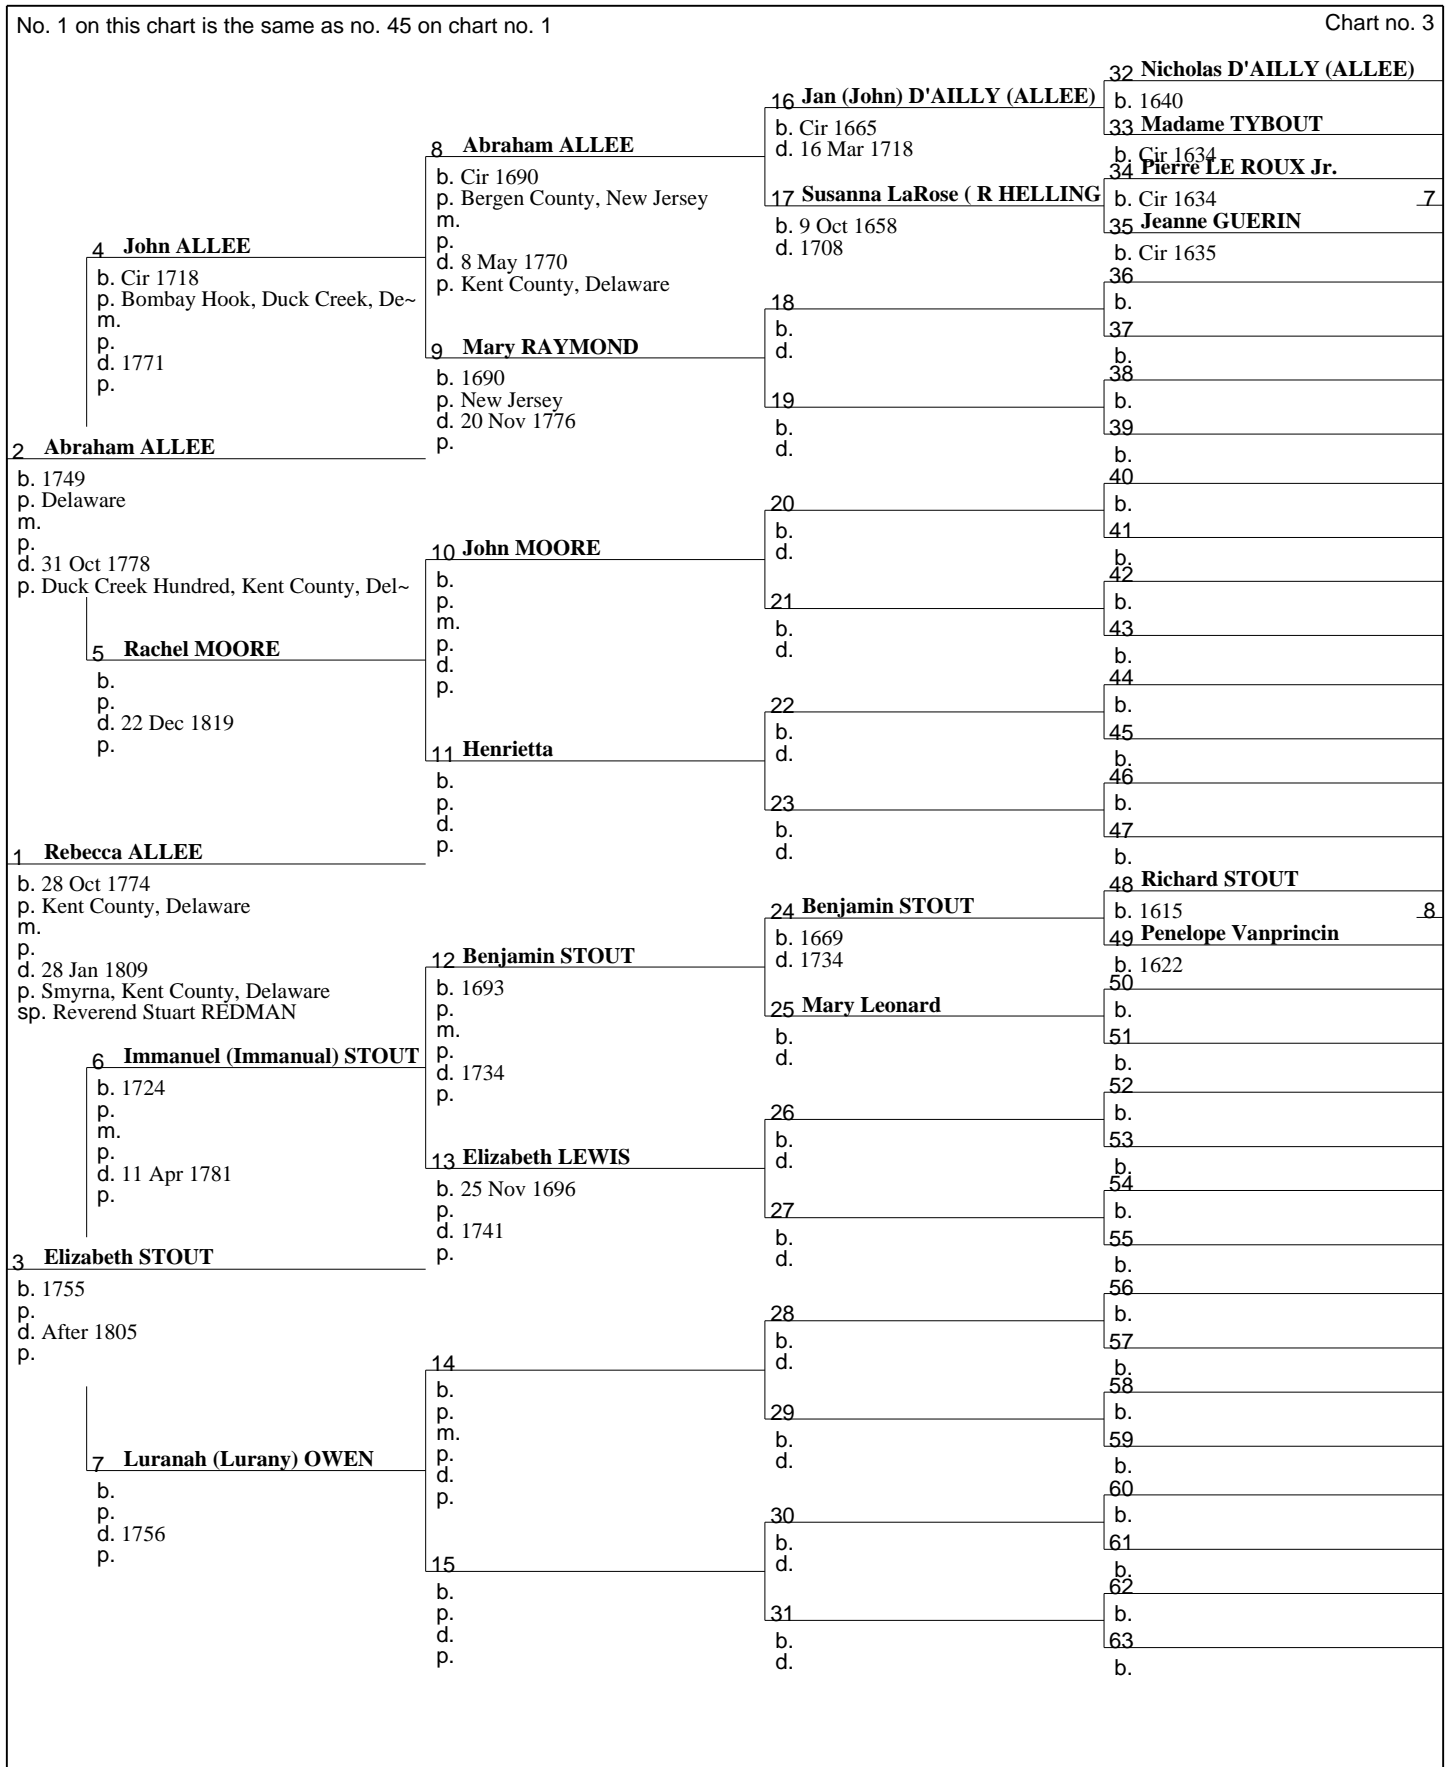 No. 1 on this chart is the same as no. 45 on chart no. 1
Chart no. 3
2 Abraham ALLEE
b. 1749
p. Delaware
m.
p.
d. 31 Oct 1778
p. Duck Creek Hundred, Kent County, Del~
1 Rebecca ALLEE
b. 28 Oct 1774
p. Kent County, Delaware
m.
p.
d. 28 Jan 1809
p. Smyrna, Kent County, Delaware
sp. Reverend Stuart REDMAN
3 Elizabeth STOUT
b. 1755
p.
d. After 1805
p.
4 John ALLEE
b. Cir 1718
p. Bombay Hook, Duck Creek, De~
m.
p.
d. 1771
p.
5 Rachel MOORE
b.
p.
d. 22 Dec 1819
p.
6 Immanuel (Immanual) STOUT
b. 1724
p.
m.
p.
d. 11 Apr 1781
p.
7 Luranah (Lurany) OWEN
b.
p.
d. 1756
p.
8 Abraham ALLEE
b. Cir 1690
p. Bergen County, New Jersey
m.
p.
d. 8 May 1770
p. Kent County, Delaware
9 Mary RAYMOND
b. 1690
p. New Jersey
d. 20 Nov 1776
p.
10 John MOORE
b.
p.
m.
p.
d.
p.
11 Henrietta
b.
p.
d.
p.
12 Benjamin STOUT
b. 1693
p.
m.
p.
d. 1734
p.
13 Elizabeth LEWIS
b. 25 Nov 1696
p.
d. 1741
p.
14
b.
p.
m.
p.
d.
p.
15
b.
p.
d.
p.
16 Jan (John) D'AILLY (ALLEE)
b. Cir 1665
d. 16 Mar 1718
17 Susanna LaRose ( R HELLING
b. 9 Oct 1658
d. 1708
18
b.
d.
19
b.
d.
20
b.
d.
21
b.
d.
22
b.
d.
23
b.
d.
24 Benjamin STOUT
b. 1669
d. 1734
25 Mary Leonard
b.
d.
26
b.
d.
27
b.
d.
28
b.
d.
29
b.
d.
30
b.
d.
31
b.
d.
32 Nicholas D'AILLY (ALLEE)
b. 1640
33 Madame TYBOUT
b. Cir 1634
34 Pierre LE ROUX Jr.
b. Cir 1634 7
35 Jeanne GUERIN
b. Cir 1635
36
b.
37
b.
38
b.
39
b.
40
b.
41
b.
42
b.
43
b.
44
b.
45
b.
46
b.
47
b.
48 Richard STOUT
b. 1615 8
49 Penelope Vanprincin
b. 1622
50
b.
51
b.
52
b.
53
b.
54
b.
55
b.
56
b.
57
b.
58
b.
59
b.
60
b.
61
b.
62
b.
63
b.